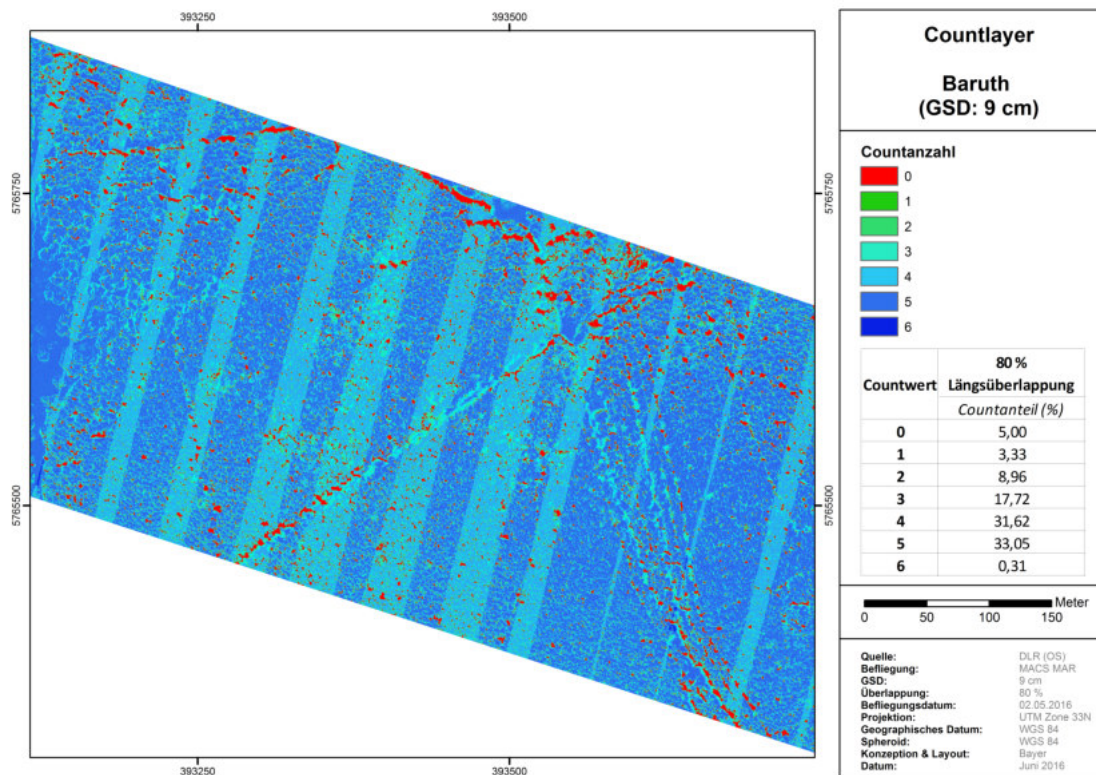 393250
393500
5765750
5765750
5765500
5765500
393250
393500
Countlayer
Baruth
(GSD: 9 cm)
Countanzahl
0
1
2
3
4
5
6
Countwert
80 %
Längsüberlappung
Countanteil (%)
0 5,00
1 3,33
2 8,96
3 17,72
4 31,62
5 33,05
6 0,31
Meter
0 50 100 150
Quelle: DLR (OS)
Befliegung: MACS MAR
GSD: 9 cm
Überlappung: 80 %
Befliegungsdatum: 02.05.2016
Projektion: UTM Zone 33N
Geographisches Datum: WGS 84
Spheroid: WGS 84
Konzeption & Layout: Bayer
Datum: Juni 2016